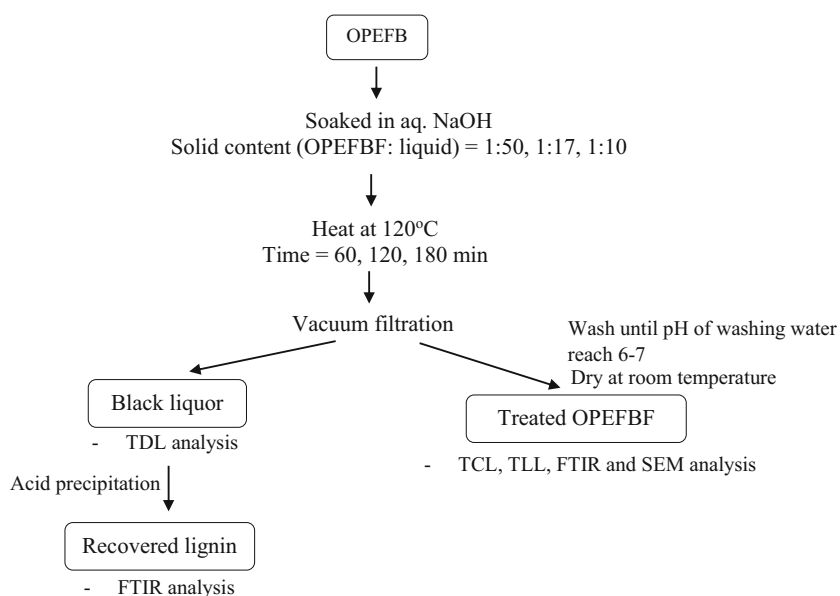 OPEFB
Soaked in aq. NaOH
Solid content (OPEFBF: liquid) = 1:50, 1:17, 1:10
Heat at 120°C
Time = 60, 120, 180 min
Vacuum filtration
Wash until pH of washing water
reach 6-7
Dry at room temperature
Black liquor
- TDL analysis
Treated OPEFBF
- TCL, TLL, FTIR and SEM analysis
Acid precipitation
Recovered lignin
- FTIR analysis